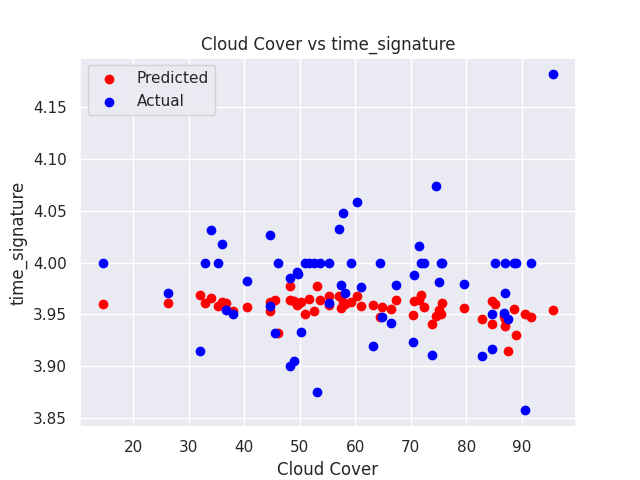 Cloud Cover vs time_signature
Predicted
Actual
4.15
4.10
4.05
4.00
3.95
3.90
3.85
time_signature
20 30 40 50 60 70 80 90
Cloud Cover